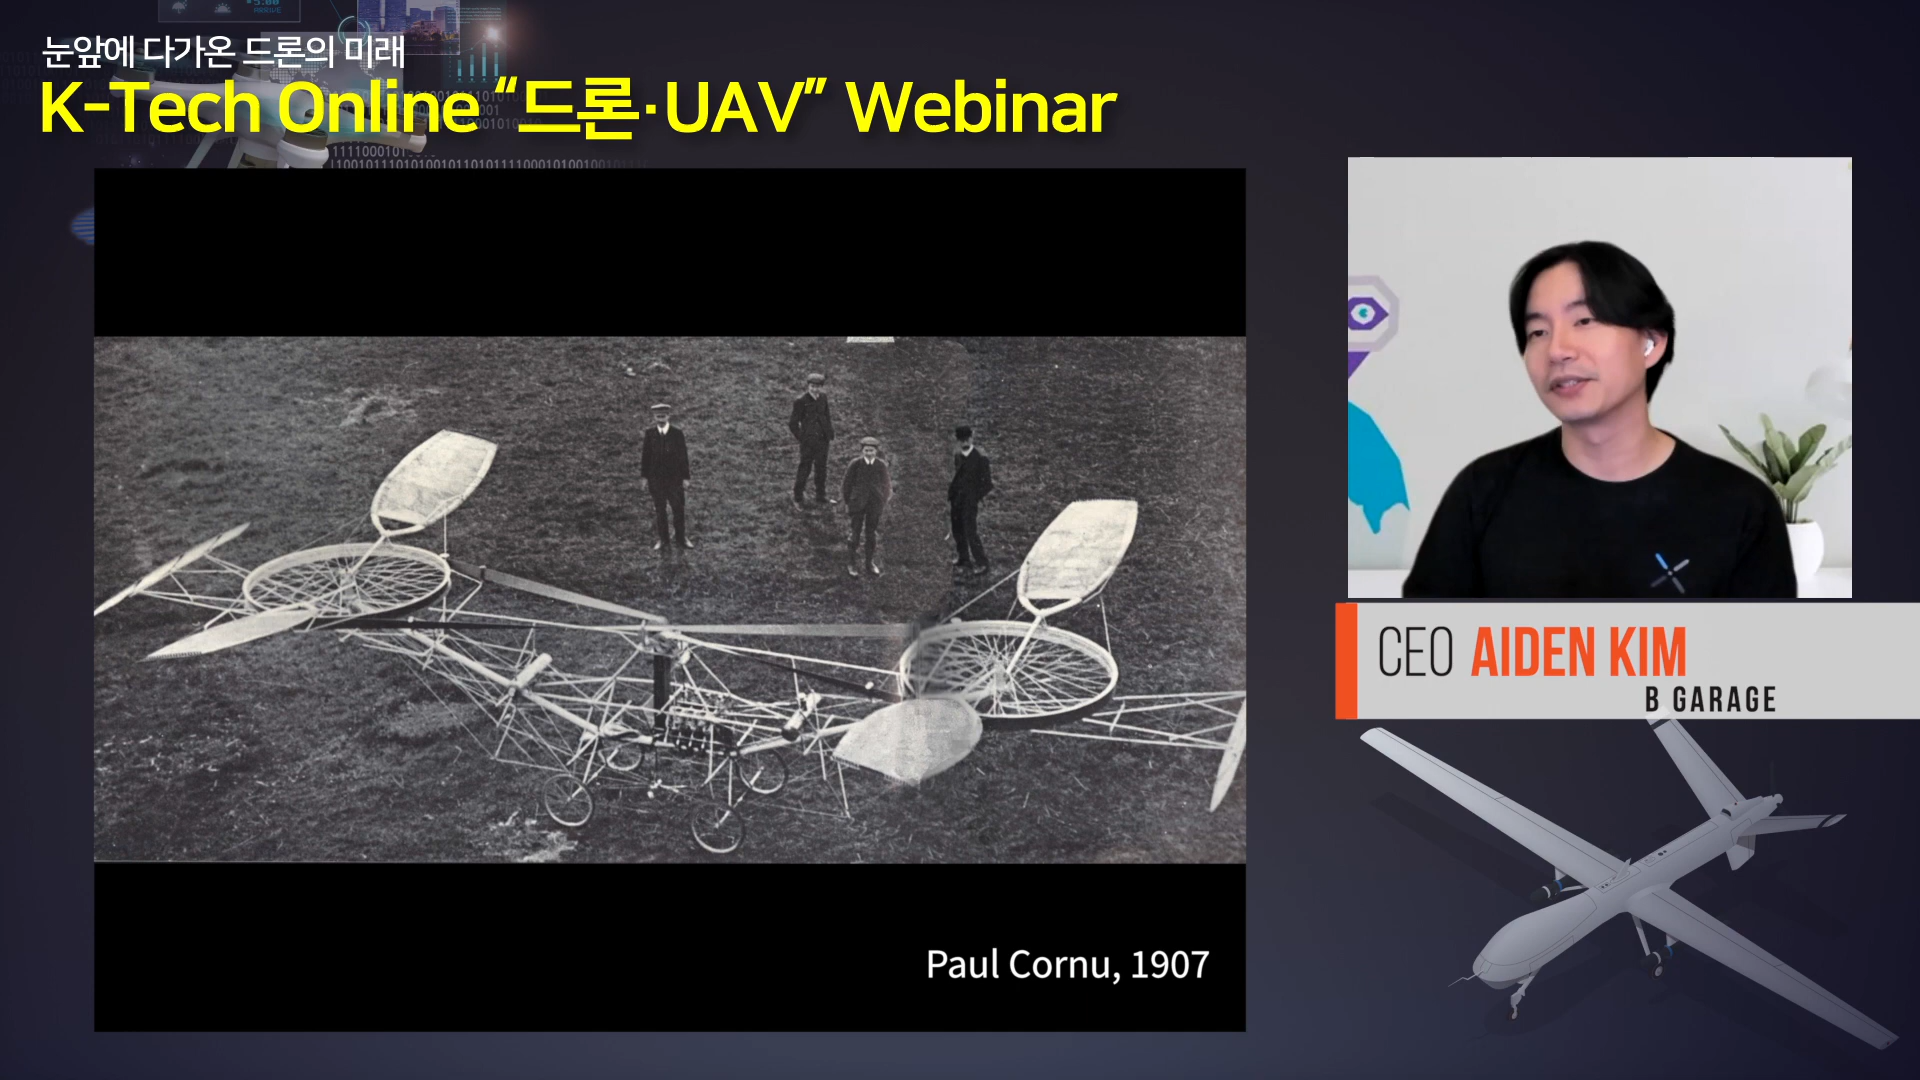 눈앞에 다가온 드론의 미래
K-Tech Online “드론·UAV” Webinar
1111000101
Paul Cornu, 1907
CEO AIDEN KIM
B GARAGE